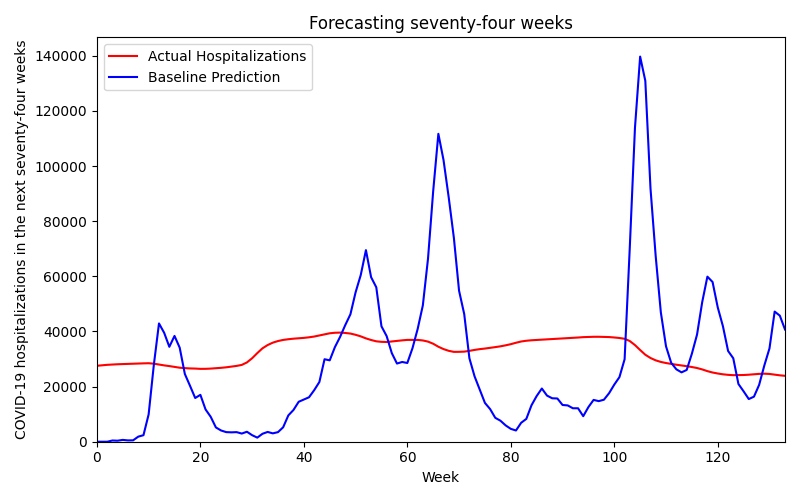 Forecasting seventy-four weeks
COVID-19 hospitalizations in the next seventy-four weeks
Actual Hospitalizations
Baseline Prediction
140000
120000
100000
80000
60000
40000
20000
0
0 20 40 60 80 100 120
Week